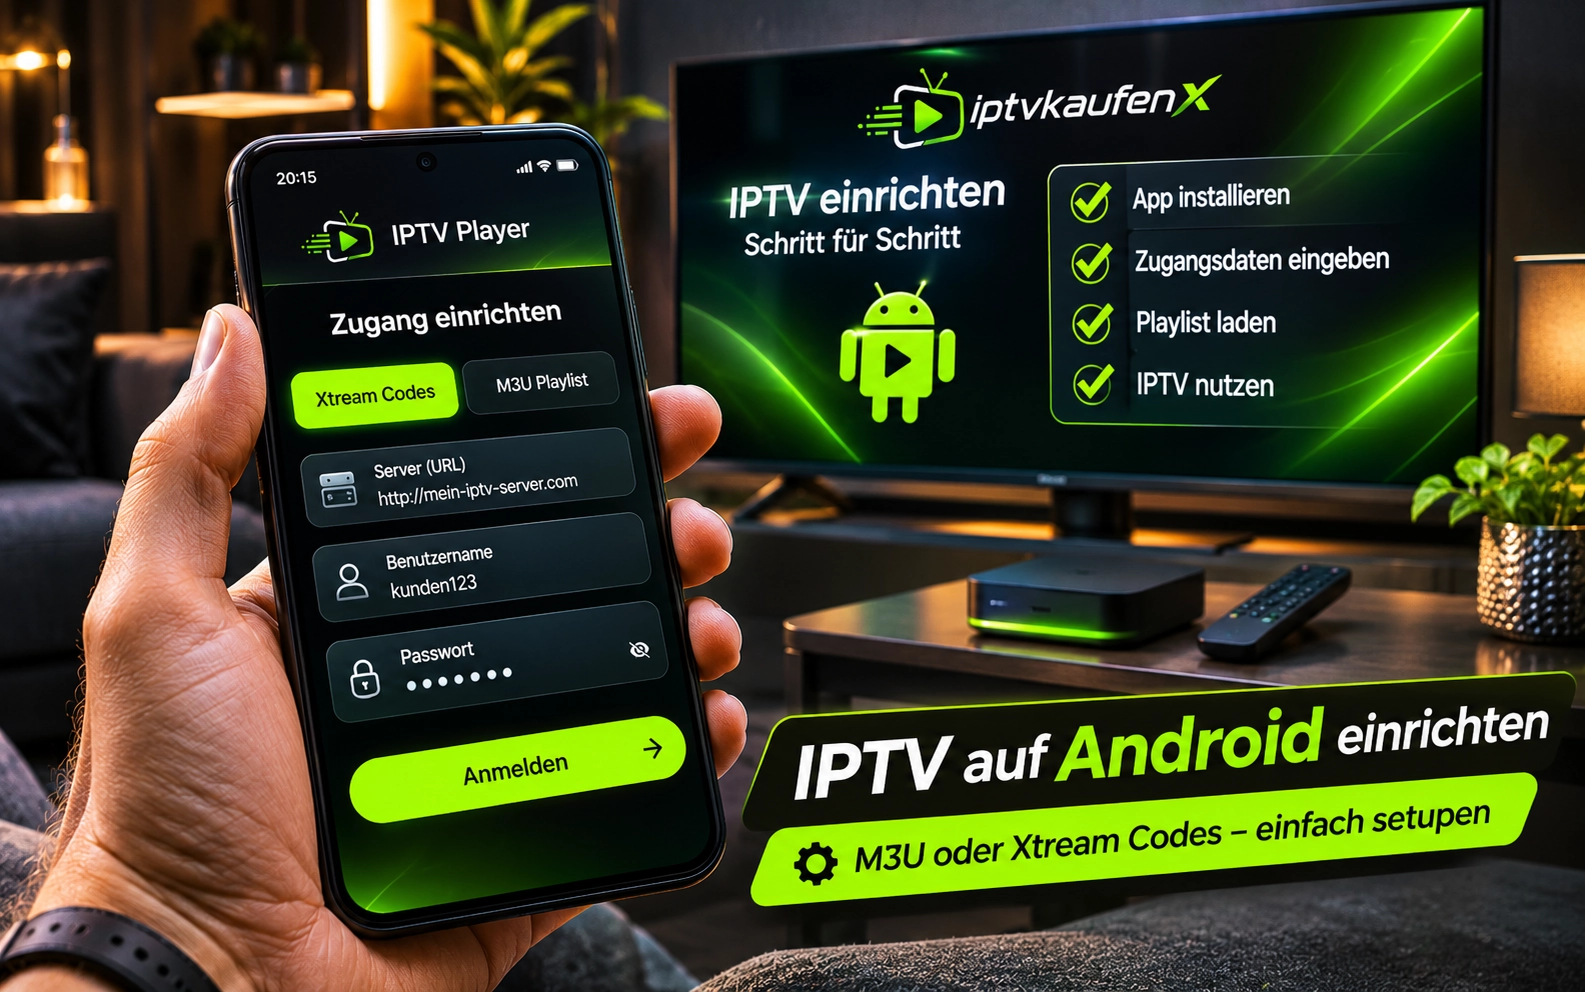 20:15
IPTV Player
Zugang einrichten
Xtream Codes
M3U Playlist
Server (URL)
http://mein-iptv-server.com
Benutzername
kunden123
Passwort
Anmelden
iptvkaufenX
IPTV einrichten
Schritt für Schritt
App installieren
Zugangsdaten eingeben
Playlist laden
IPTV nutzen
IPTV auf Android einrichten
M3U oder Xtream Codes – einfach setupen